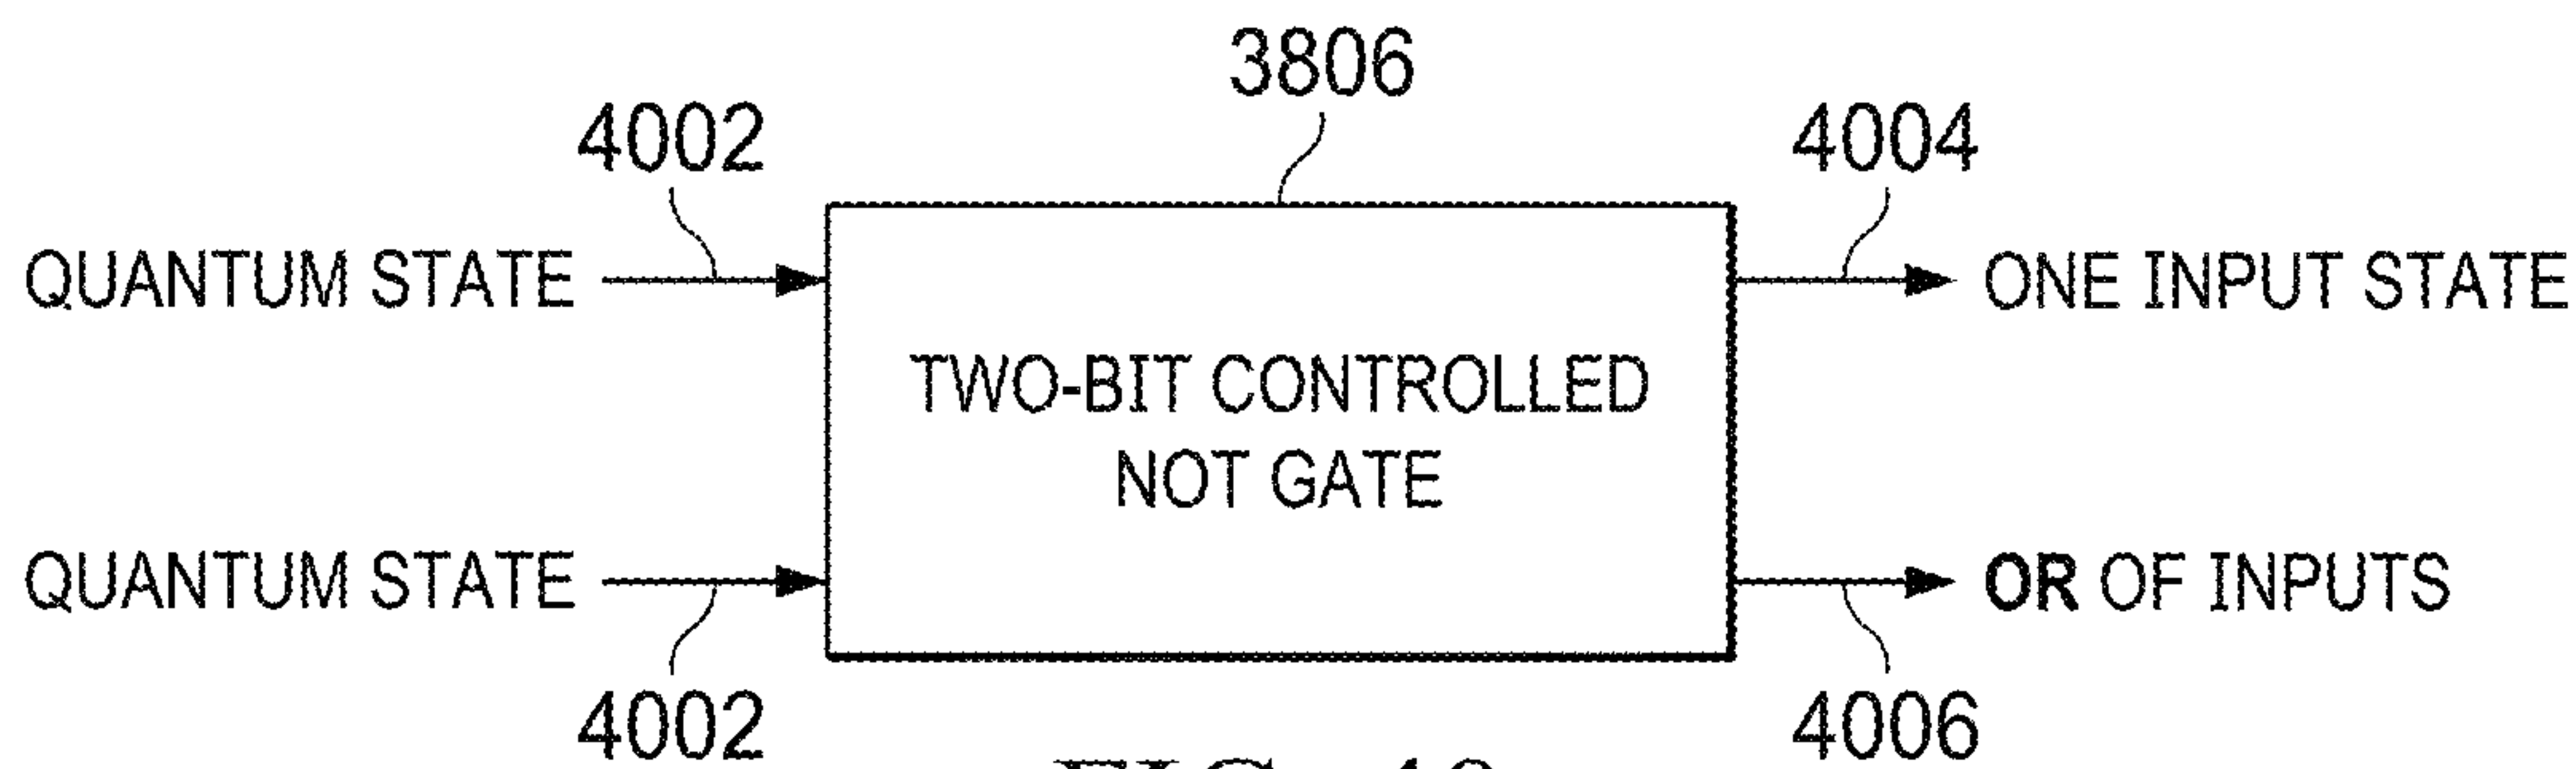 3806
4002
4004
QUANTUM STATE
ONE INPUT STATE
TWO-BIT CONTROLLED
NOT GATE
QUANTUM STATE
OR OF INPUTS
4002
4006